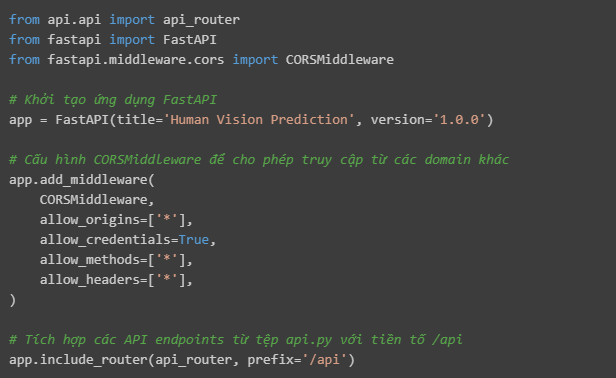 from api.api import api_router
from fastapi import FastAPI
from fastapi.middleware.cors import CORSMiddleware

# Khởi tạo ứng dụng FastAPI
app = FastAPI(title='Human Vision Prediction', version='1.0.0')

# Cấu hình CORSMiddleware để cho phép truy cập từ các domain khác
app.add_middleware(
    CORSMiddleware,
    allow_origins=['*'],
    allow_credentials=True,
    allow_methods=['*'],
    allow_headers=['*'],
)

# Tích hợp các API endpoints từ tệp api.py với tiền tố /api
app.include_router(api_router, prefix='/api')